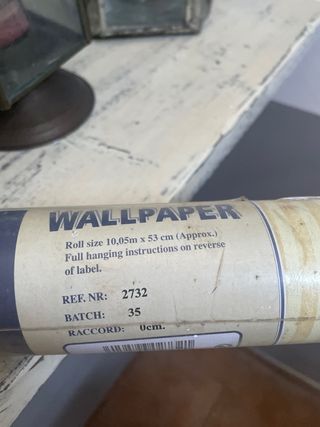 WALLPAPER
Roll size 10,05m x 53 cm (Approx.)
Full hanging instructions on reverse
of label.
REF. NR: 2732
BATCH: 35
RACCORD: 0cm.